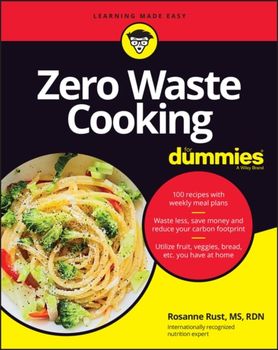 LEARNING MADE EASY
Zero Waste
Cooking
for
dummies®
A Wiley Brand
100 recipes with
weekly meal plans
Waste less, save money and
reduce your carbon footprint
Utilize fruit, veggies, bread,
etc. you have at home
Rosanne Rust, MS, RDN
Internationally recognized
nutrition expert